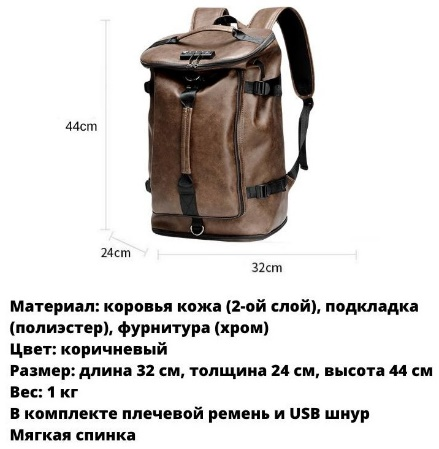 44cm
24cm
32cm
Материал: коровья кожа (2-ой слой), подкладка
(полиэстер), фурнитура (хром)
Цвет: коричневый
Размер: длина 32 см, толщина 24 см, высота 44 см
Вес: 1 кг
В комплекте плечевой ремень и USB шнур
Мягкая спинка